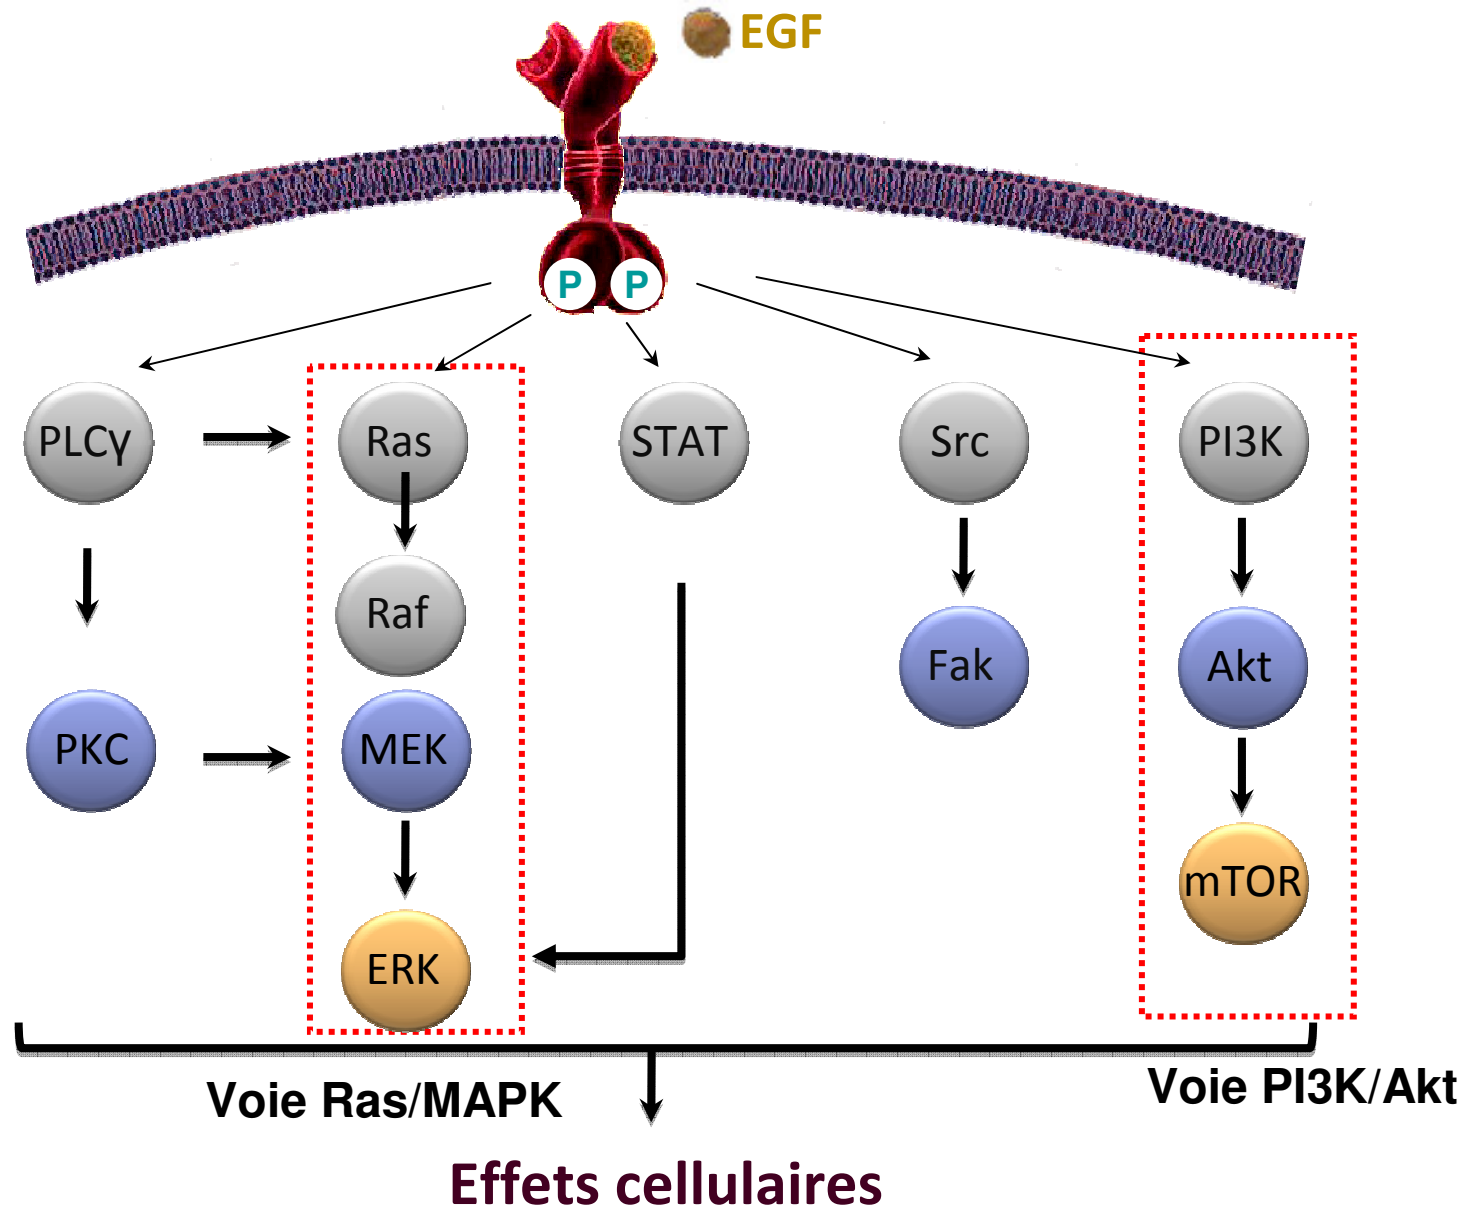 EGF
P P
PLCγ
Ras
STAT
Src
PI3K
Raf
Fak
Akt
PKC
MEK
mTOR
ERK
Voie Ras/MAPK
Voie PI3K/Akt
Effets cellulaires